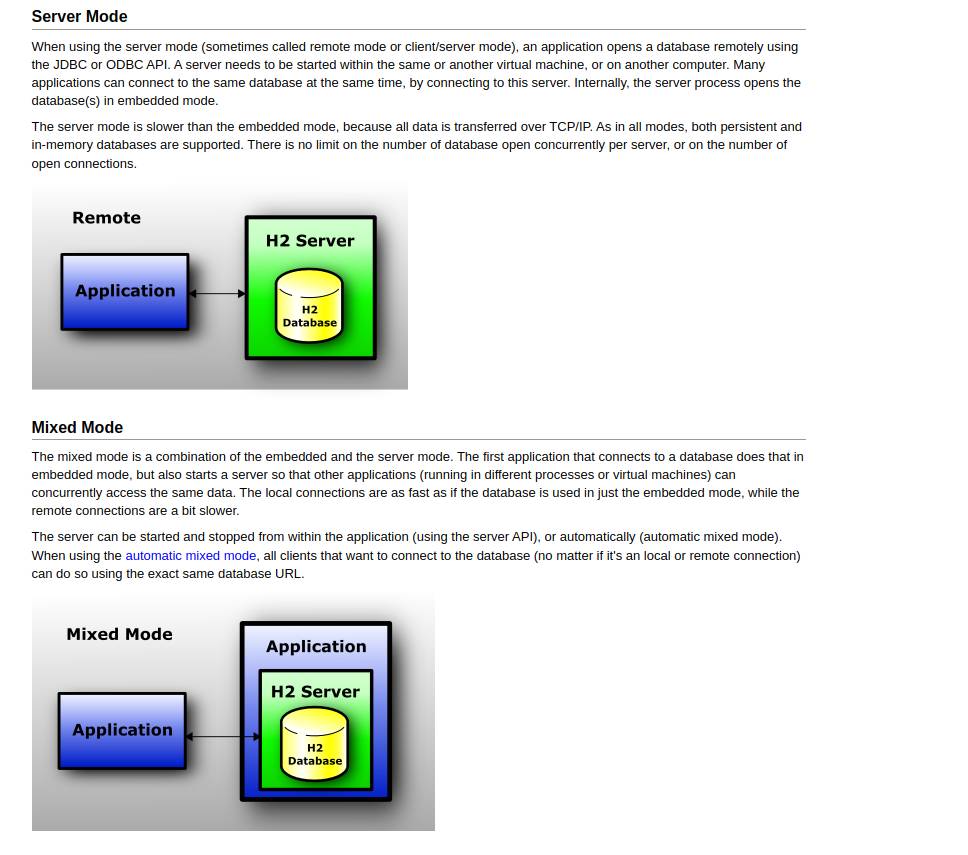 Server Mode
When using the server mode (sometimes called remote mode or client/server mode), an application opens a database remotely using
the JDBC or ODBC API. A server needs to be started within the same or another virtual machine, or on another computer. Many
applications can connect to the same database at the same time, by connecting to this server. Internally, the server process opens the
database(s) in embedded mode.
The server mode is slower than the embedded mode, because all data is transferred over TCP/IP. As in all modes, both persistent and
in-memory databases are supported. There is no limit on the number of database open concurrently per server, or on the number of
open connections.
Remote
H2 Server
Application
H2
Database
Mixed Mode
The mixed mode is a combination of the embedded and the server mode. The first application that connects to a database does that in
embedded mode, but also starts a server so that other applications (running in different processes or virtual machines) can
concurrently access the same data. The local connections are as fast as if the database is used in just the embedded mode, while the
remote connections are a bit slower.
The server can be started and stopped from within the application (using the server API), or automatically (automatic mixed mode).
When using the automatic mixed mode, all clients that want to connect to the database (no matter if it's an local or remote connection)
can do so using the exact same database URL.
Mixed Mode
Application
H2 Server
Application
H2
Database